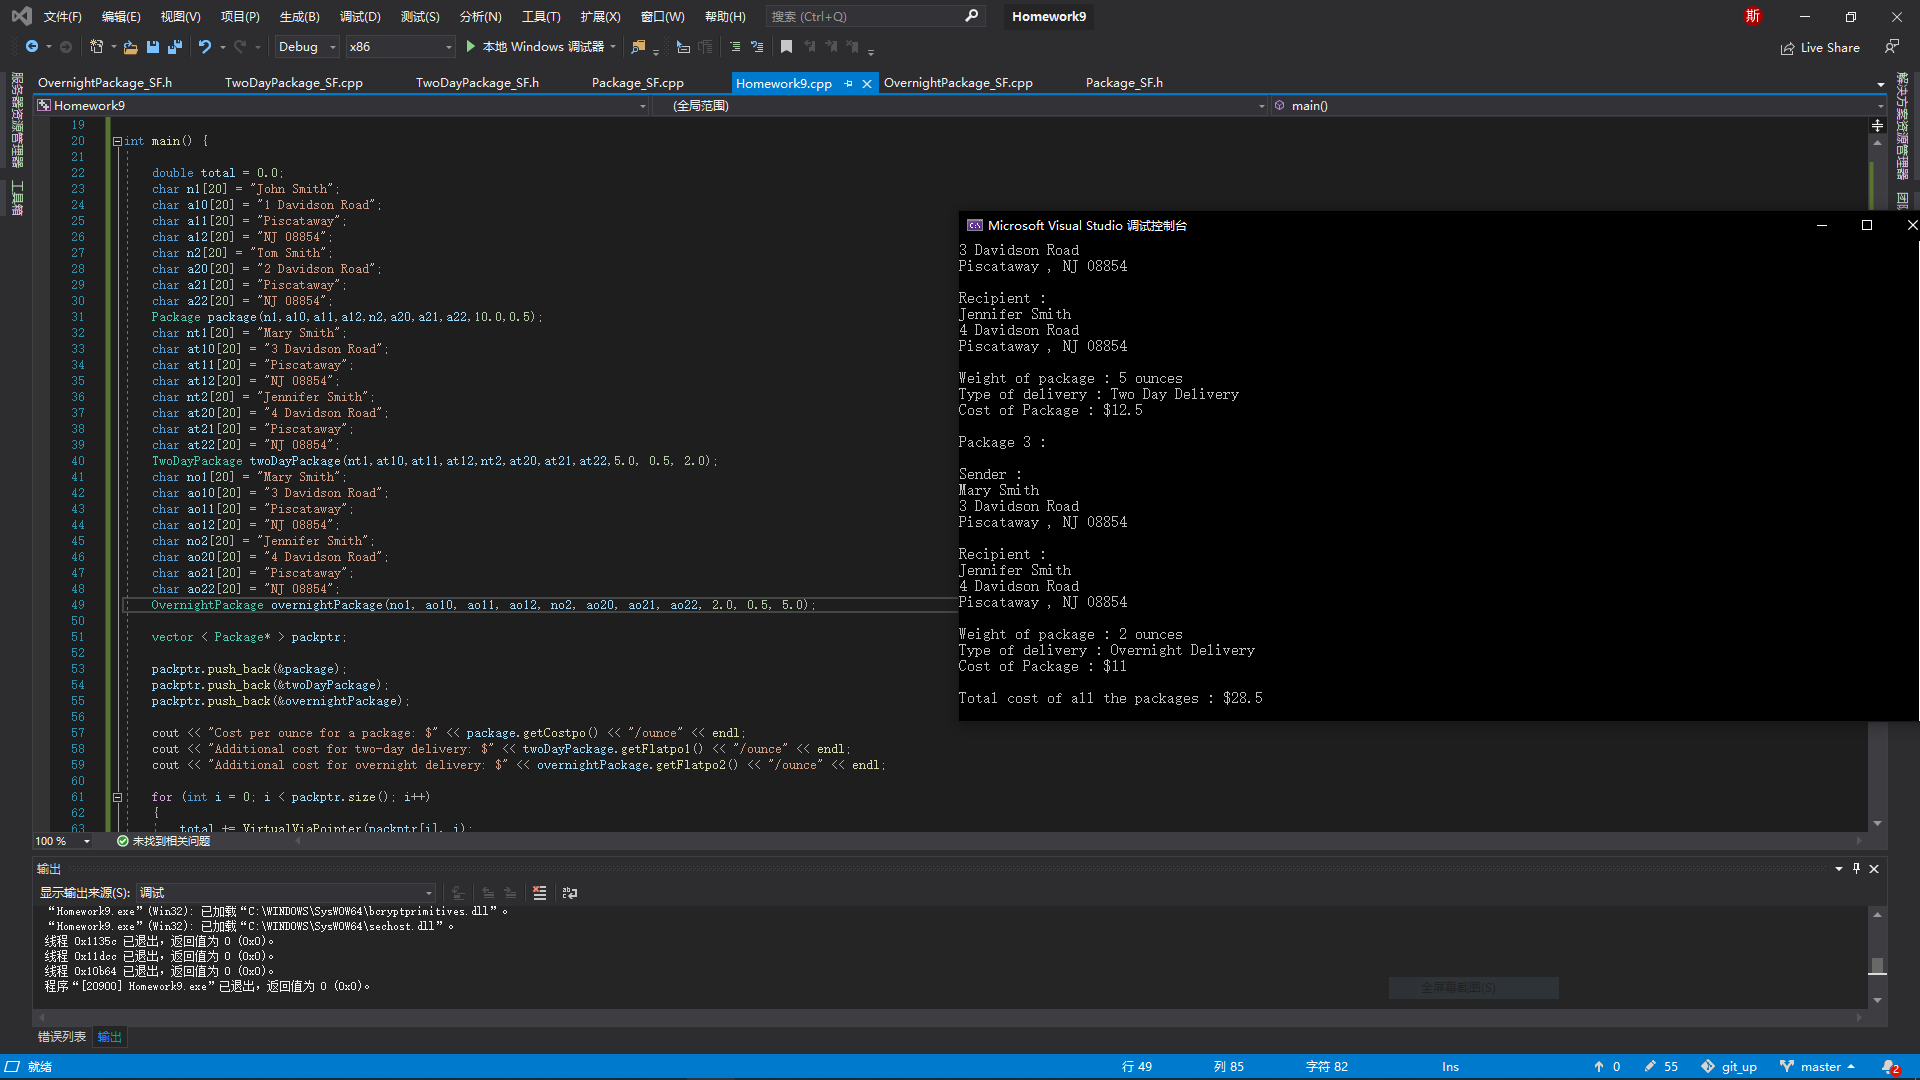 文件(F) 编辑(E) 视图(V) 项目(P) 生成(B) 调试(D) 测试(S) 分析(N) 工具(T) 扩展(X) 窗口(W) 帮助(H) 搜索 (Ctrl+Q) Homework9 斯
Debug x86 本地 Windows 调试器 Live Share
OvernightPackage_SF.h TwoDayPackage_SF.cpp TwoDayPackage_SF.h Package_SF.cpp Homework9.cpp OvernightPackage_SF.cpp Package_SF.h
Homework9 (全局范围) main()
服务器资源管理器
工具箱
解决方案资源管理器
19
20 int main() {
21
22 double total = 0.0;
23 char n1[20] = "John Smith";
24 char a10[20] = "1 Davidson Road";
25 char a11[20] = "Piscataway";
26 char a12[20] = "NJ 08854";
27 char n2[20] = "Tom Smith";
28 char a20[20] = "2 Davidson Road";
29 char a21[20] = "Piscataway";
30 char a22[20] = "NJ 08854";
31 Package package(n1,a10,a11,a12,n2,a20,a21,a22,10.0,0.5);
32 char nt1[20] = "Mary Smith";
33 char at10[20] = "3 Davidson Road";
34 char at11[20] = "Piscataway";
35 char at12[20] = "NJ 08854";
36 char nt2[20] = "Jennifer Smith";
37 char at20[20] = "4 Davidson Road";
38 char at21[20] = "Piscataway";
39 char at22[20] = "NJ 08854";
40 TwoDayPackage twoDayPackage(nt1,at10,at11,at12,nt2,at20,at21,at22,5.0, 0.5, 2.0);
41 char no1[20] = "Mary Smith";
42 char ao10[20] = "3 Davidson Road";
43 char ao11[20] = "Piscataway";
44 char ao12[20] = "NJ 08854";
45 char no2[20] = "Jennifer Smith";
46 char ao20[20] = "4 Davidson Road";
47 char ao21[20] = "Piscataway";
48 char ao22[20] = "NJ 08854";
49 OvernightPackage overnightPackage(no1, ao10, ao11, ao12, no2, ao20, ao21, ao22, 2.0, 0.5, 5.0);
50
51 vector < Package* > packptr;
52
53 packptr.push_back(&package);
54 packptr.push_back(&twoDayPackage);
55 packptr.push_back(&overnightPackage);
56
57 cout << "Cost per ounce for a package: $" << package.getCostpo() << "/ounce" << endl;
58 cout << "Additional cost for two-day delivery: $" << twoDayPackage.getFlatpo1() << "/ounce" << endl;
59 cout << "Additional cost for overnight delivery: $" << overnightPackage.getFlatpo2() << "/ounce" << endl;
60
61 for (int i = 0; i < packptr.size(); i++)
62 {
63 total += VirtualViaPointer(packptr[i], i);
Microsoft Visual Studio 调试控制台
3 Davidson Road
Piscataway , NJ 08854
Recipient :
Jennifer Smith
4 Davidson Road
Piscataway , NJ 08854
Weight of package : 5 ounces
Type of delivery : Two Day Delivery
Cost of Package : $12.5
Package 3 :
Sender :
Mary Smith
3 Davidson Road
Piscataway , NJ 08854
Recipient :
Jennifer Smith
4 Davidson Road
Piscataway , NJ 08854
Weight of package : 2 ounces
Type of delivery : Overnight Delivery
Cost of Package : $11
Total cost of all the packages : $28.5
100 % 未找到相关问题
输出
显示输出来源(S): 调试
“Homework9.exe”(Win32): 已加载“C:\WINDOWS\SysWOW64\bcryptprimitives.dll”。
“Homework9.exe”(Win32): 已加载“C:\WINDOWS\SysWOW64\sechost.dll”。
线程 0x1135c 已退出，返回值为 0 (0x0)。
线程 0x11dcc 已退出，返回值为 0 (0x0)。
线程 0x10b64 已退出，返回值为 0 (0x0)。
程序“[20900] Homework9.exe”已退出，返回值为 0 (0x0)。
全屏幕截图(S)
错误列表 输出
就绪 行 49 列 85 字符 82 Ins 0 55 git_up master 2